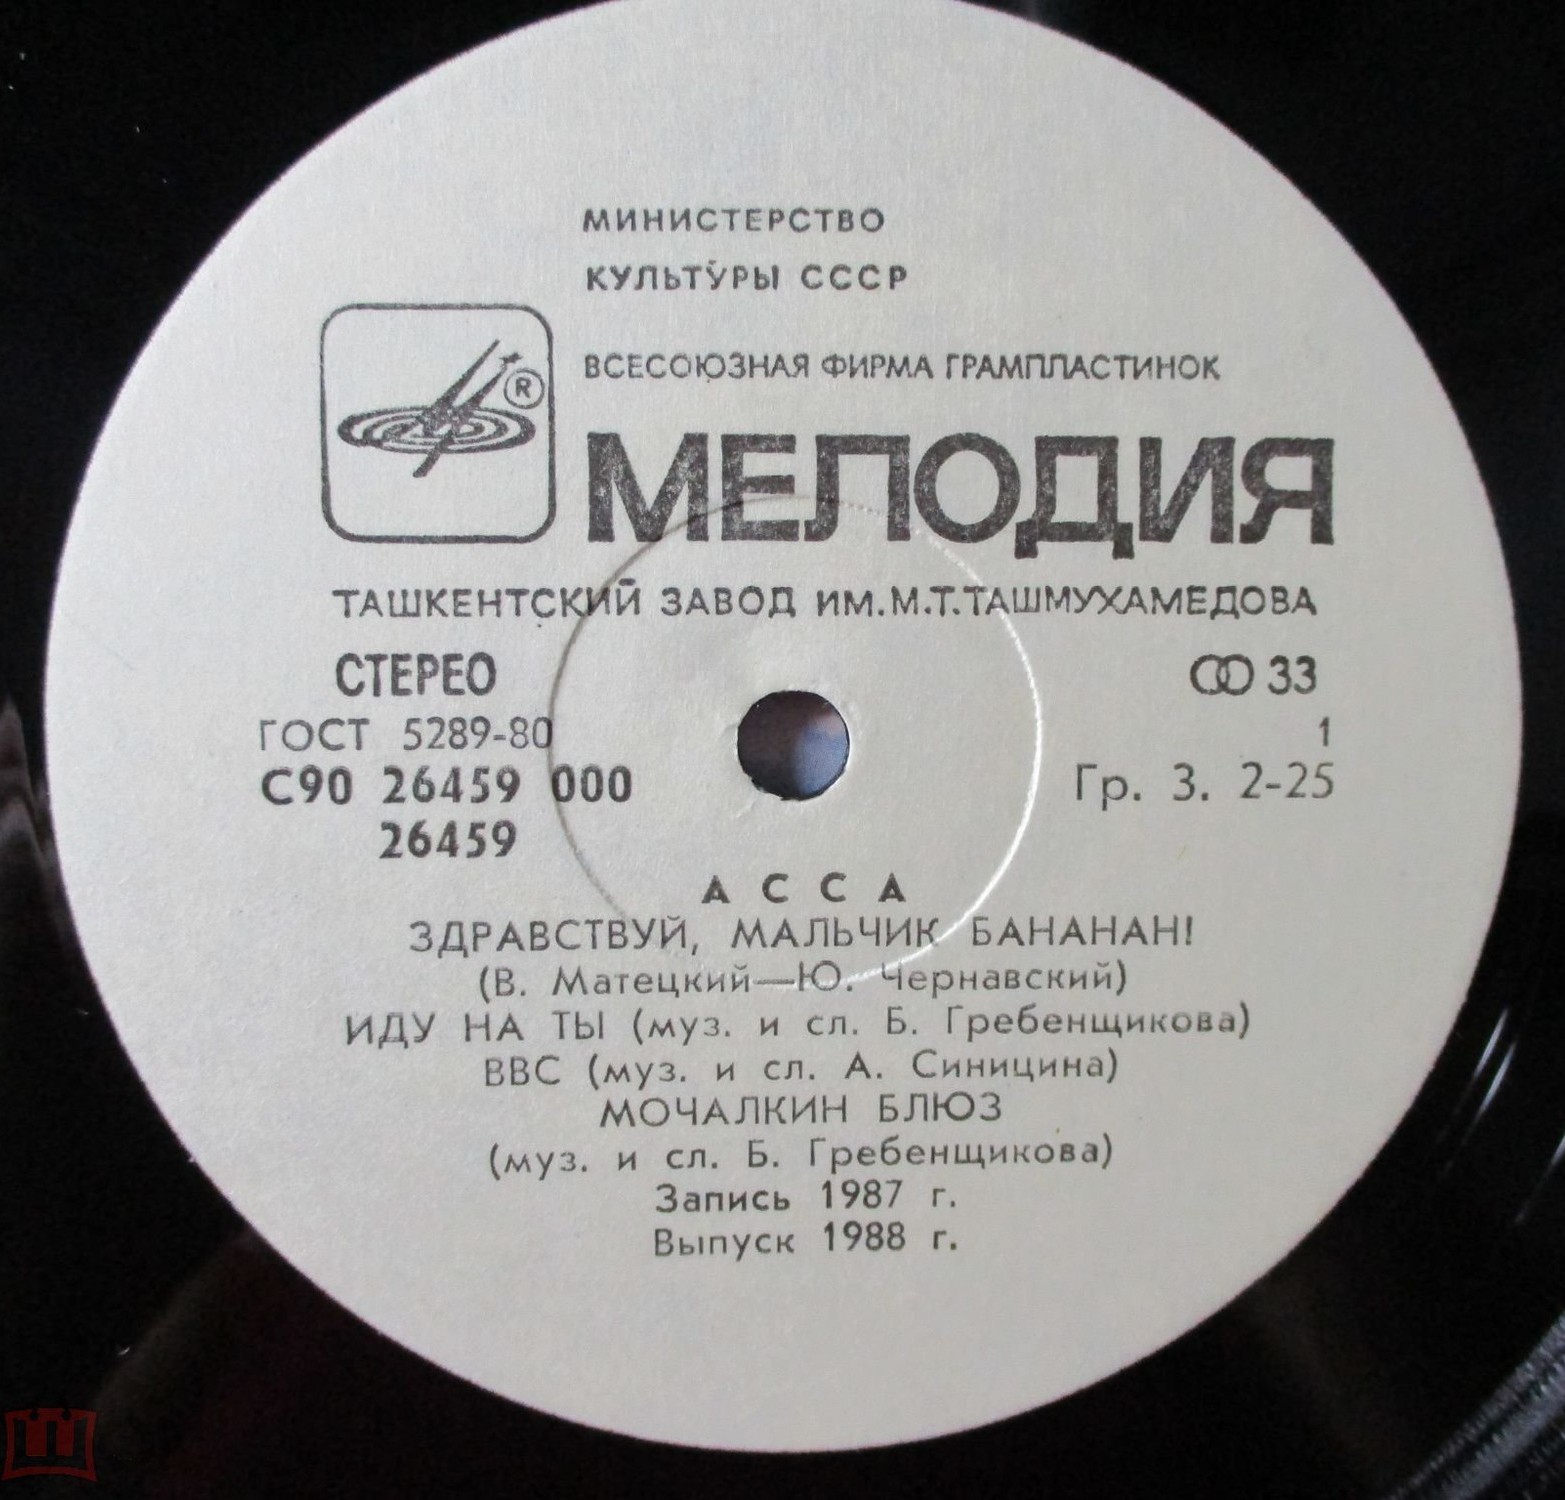 МИНИСТЕРСТВО
КУЛЬТУРЫ СССР
ВСЕСОЮЗНАЯ ФИРМА ГРАМПЛАСТИНОК
®
МЕЛОДИЯ
ТАШКЕНТСКИЙ ЗАВОД ИМ.М.Т.ТАШМУХАМЕДОВА
СТЕРЕО 33
ГОСТ 5289-80 1
С90 26459 000 Гр. 3. 2-25
26459
А С С А
ЗДРАВСТВУЙ, МАЛЬЧИК БАНАНАН!
(В. Матецкий—Ю. Чернавский)
ИДУ НА ТЫ (муз. и сл. Б. Гребенщикова)
ВВС (муз. и сл. А. Синицина)
МОЧАЛКИН БЛЮЗ
(муз. и сл. Б. Гребенщикова)
Запись 1987 г.
Выпуск 1988 г.